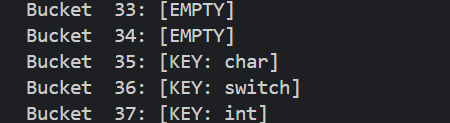 Bucket  33: [EMPTY]
Bucket  34: [EMPTY]
Bucket  35: [KEY: char]
Bucket  36: [KEY: switch]
Bucket  37: [KEY: int]